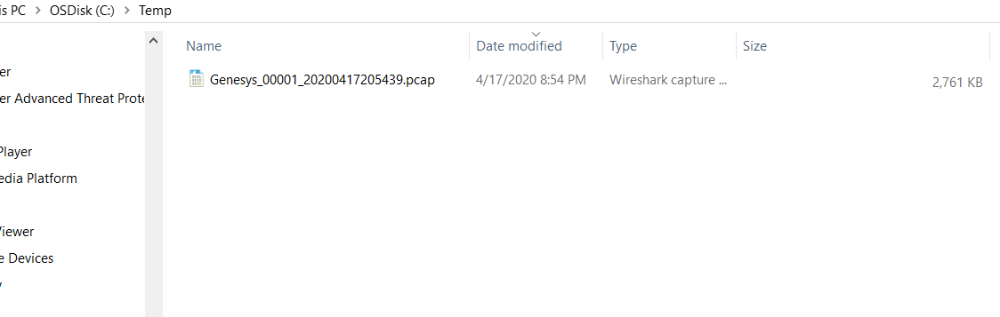 is PC > OSDisk (C:) > Temp
Name Date modified Type Size
er
Genesys_00001_20200417205439.pcap 4/17/2020 8:54 PM Wireshark capture ... 2,761 KB
er Advanced Threat Prote
Player
edia Platform
Viewer
e Devices
y